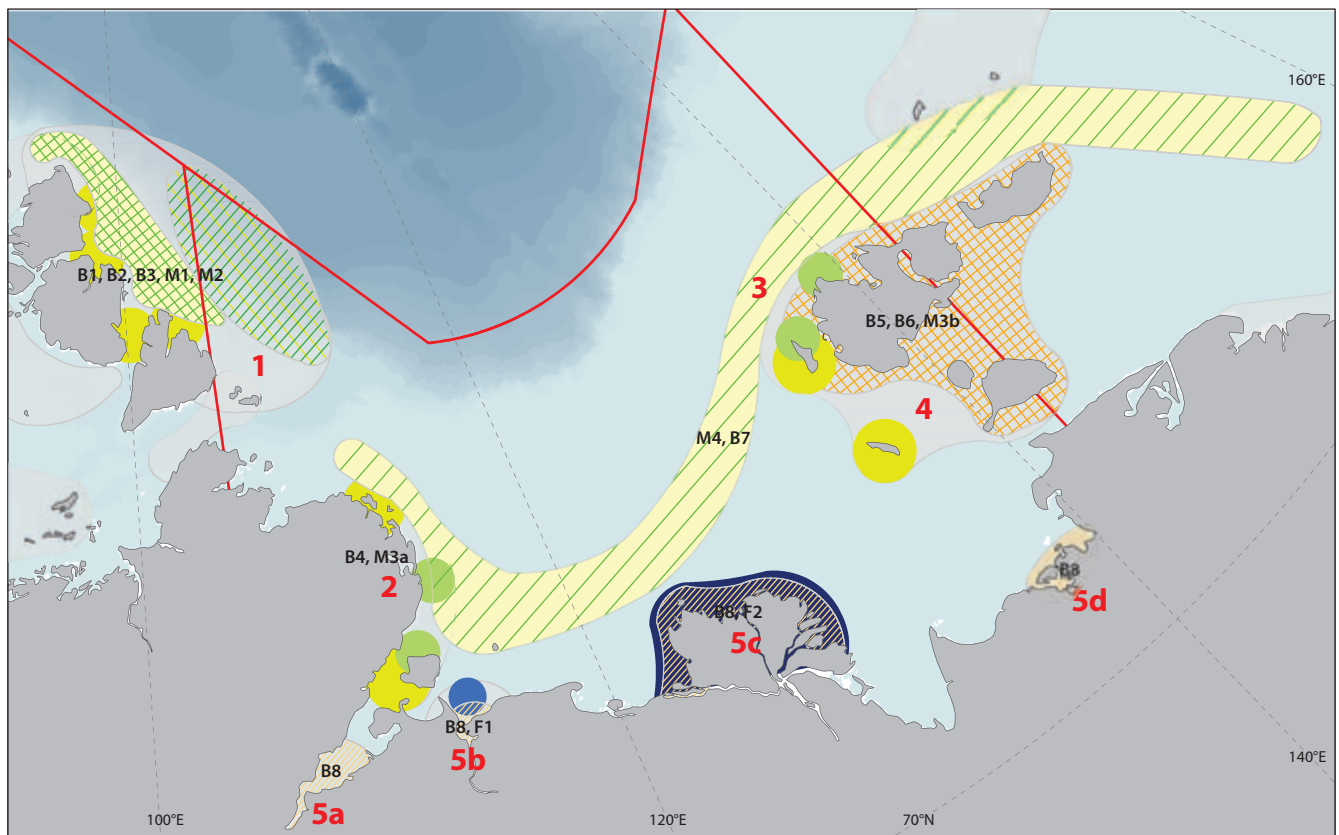 160°E
B1, B2, B3, M1, M2
3
B5, B6, M3b
1
4
M4, B7
B4, M3a
2
B8
5d
B8, F2
5c
B8, F1
5b
B8
5a
140°E
100°E
120°E
70°N